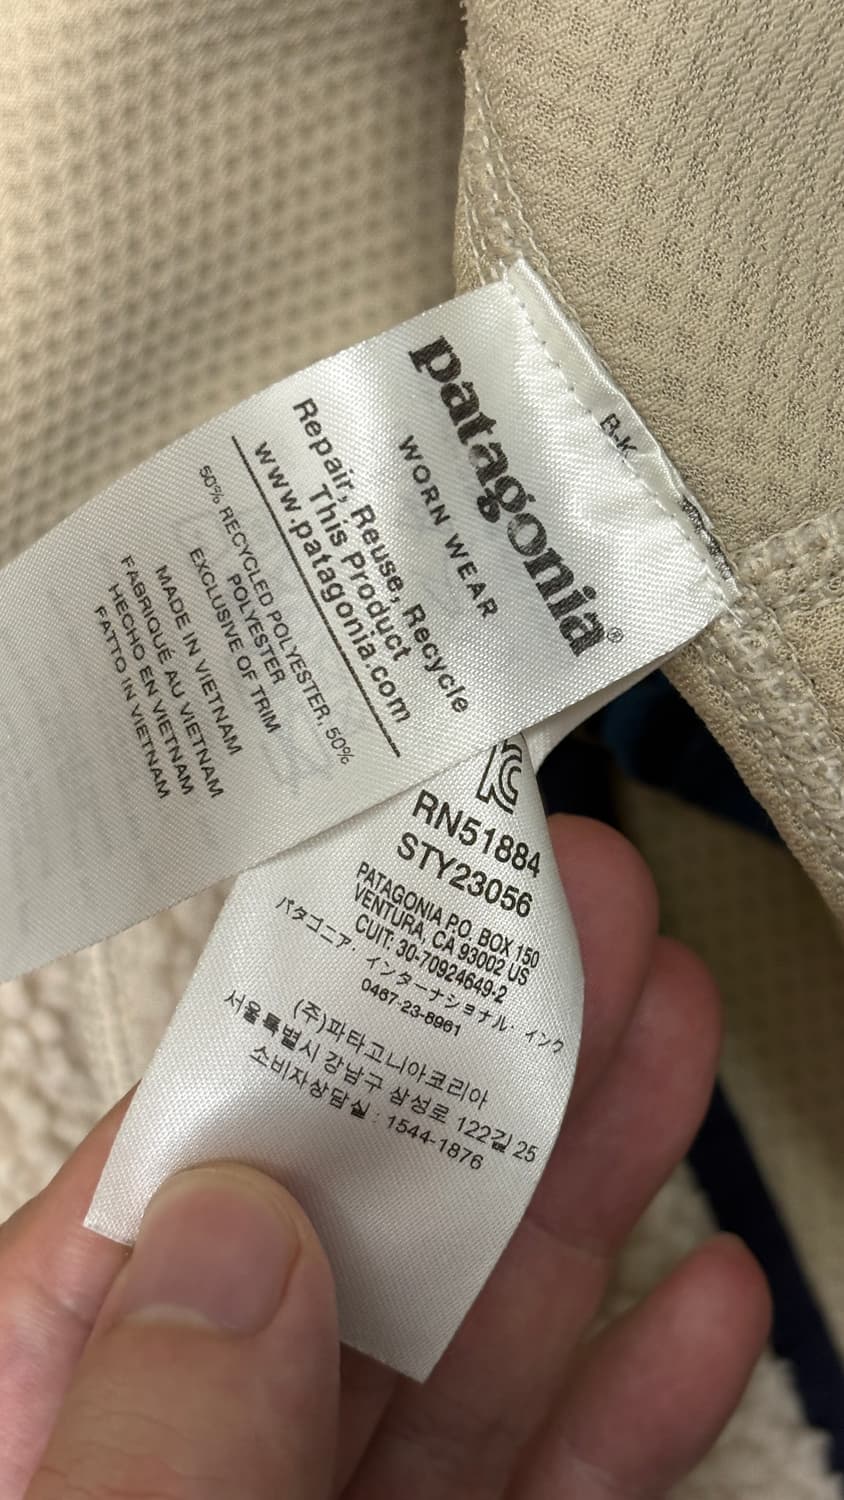 patagonia®
WORN WEAR
Repair, Reuse, Recycle
This Product
www.patagonia.com
50% RECYCLED POLYESTER, 50%
POLYESTER
EXCLUSIVE OF TRIM
MADE IN VIETNAM
FABRIQUÉ AU VIETNAM
HECHO EN VIETNAM
FATTO IN VIETNAM
B-K
RN51884
STY23056
PATAGONIA P.O. BOX 150
VENTURA, CA 93002 US
CUIT: 30-70924649-2
パタゴニア・インターナショナル・インク
0467-23-8961
(주)파타고니아코리아
서울특별시 강남구 삼성로 122길 25
소비자상담실 : 1544-1876